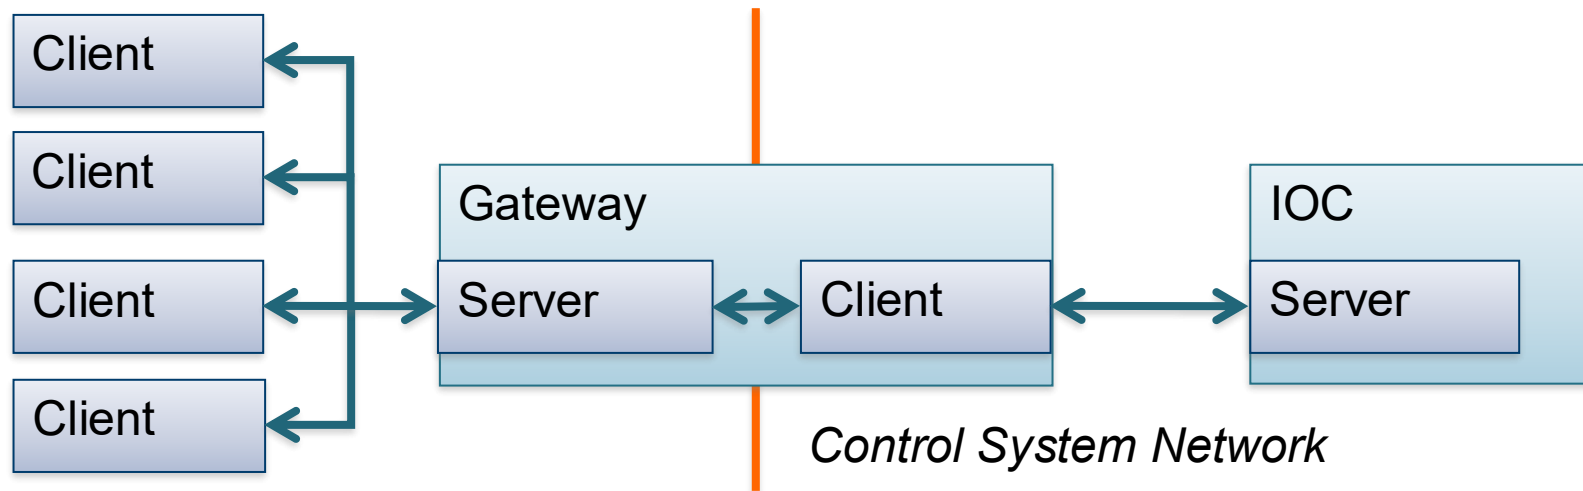 Client
Client
Client
Client
Gateway
Server
Client
IOC
Server
Control System Network